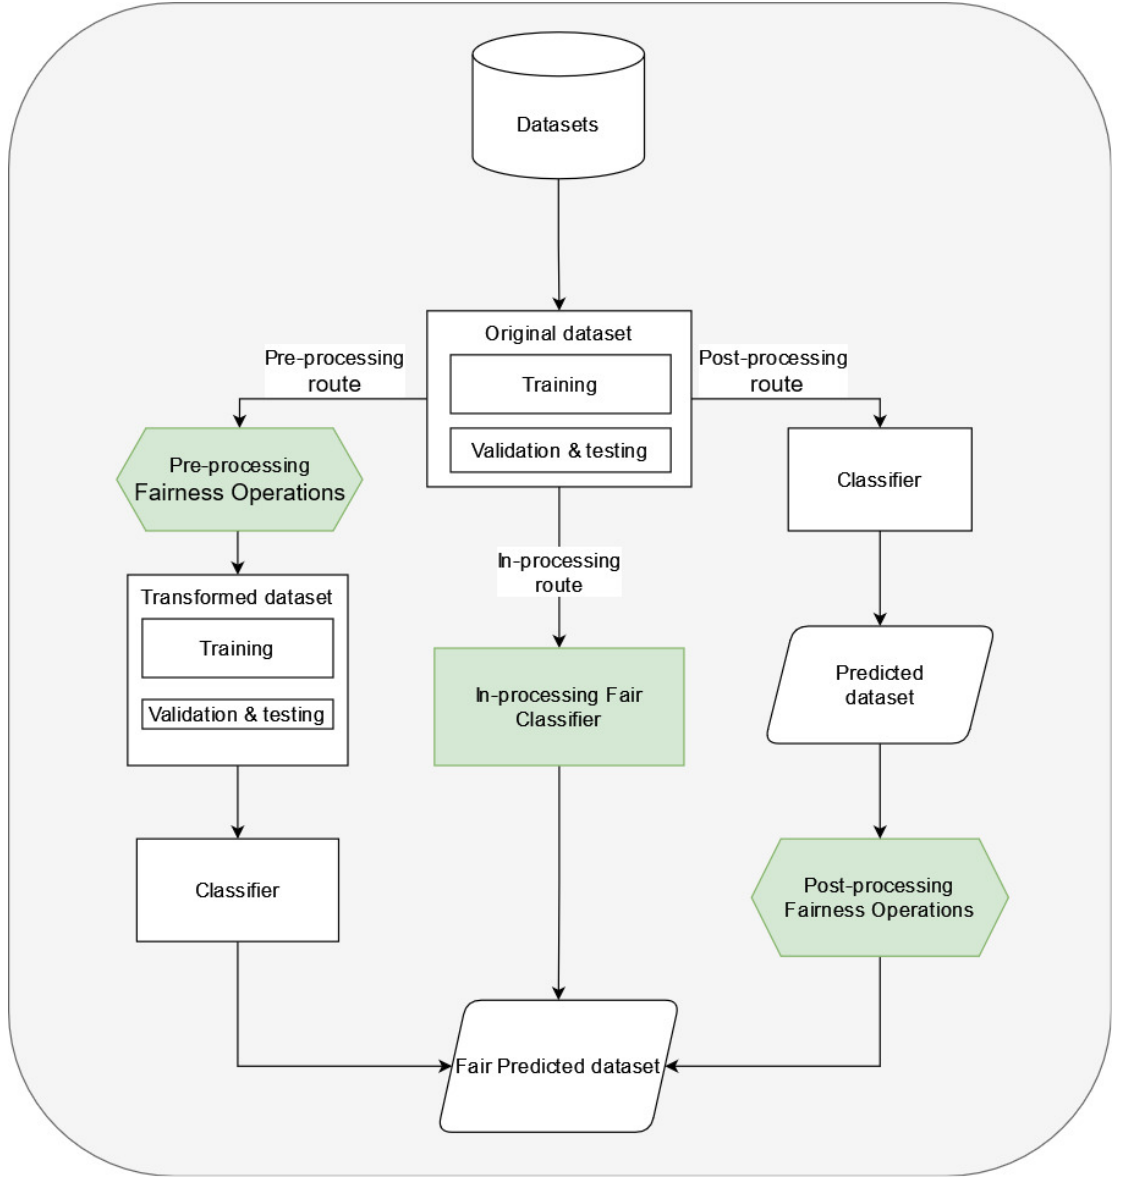 Datasets
Original dataset
Training
Validation & testing
Pre-processing
route
Post-processing
route
Pre-processing
Fairness Operations
Classifier
In-processing
route
Transformed dataset
Training
Validation & testing
In-processing Fair
Classifier
Predicted
dataset
Classifier
Post-processing
Fairness Operations
Fair Predicted dataset